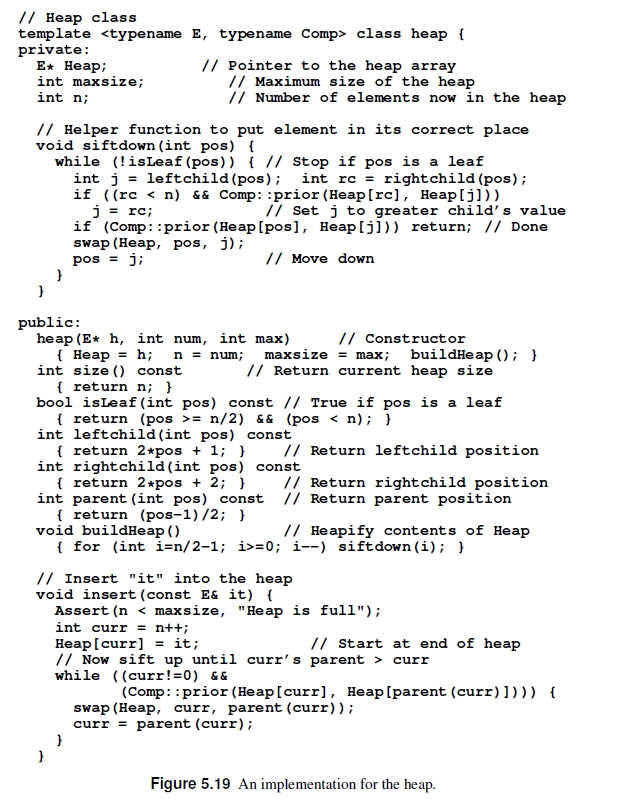 // Heap class
template <typename E, typename Comp> class heap {
private:
E* Heap; // Pointer to the heap array
int maxsize; // Maximum size of the heap
int n; // Number of elements now in the heap
// Helper function to put element in its correct place
void siftdown(int pos) {
while (!isLeaf(pos)) { // Stop if pos is a leaf
int j = leftchild(pos); int rc = rightchild(pos);
if ((rc < n) && Comp::prior(Heap[rc], Heap[j]))
j = rc; // Set j to greater child’s value
if (Comp::prior(Heap[pos], Heap[j])) return; // Done
swap(Heap, pos, j);
pos = j; // Move down
}
}
public:
heap(E* h, int num, int max) // Constructor
{ Heap = h; n = num; maxsize = max; buildHeap(); }
int size() const // Return current heap size
{ return n; }
bool isLeaf(int pos) const // True if pos is a leaf
{ return (pos >= n/2) && (pos < n); }
int leftchild(int pos) const
{ return 2*pos + 1; } // Return leftchild position
int rightchild(int pos) const
{ return 2*pos + 2; } // Return rightchild position
int parent(int pos) const // Return parent position
{ return (pos-1)/2; }
void buildHeap() // Heapify contents of Heap
{ for (int i=n/2-1; i>=0; i--) siftdown(i); }
// Insert "it" into the heap
void insert(const E& it) {
Assert(n < maxsize, "Heap is full");
int curr = n++;
Heap[curr] = it; // Start at end of heap
// Now sift up until curr’s parent > curr
while ((curr!=0) &&
(Comp::prior(Heap[curr], Heap[parent(curr)]))) {
swap(Heap, curr, parent(curr));
curr = parent(curr);
}
}
Figure 5.19 An implementation for the heap.